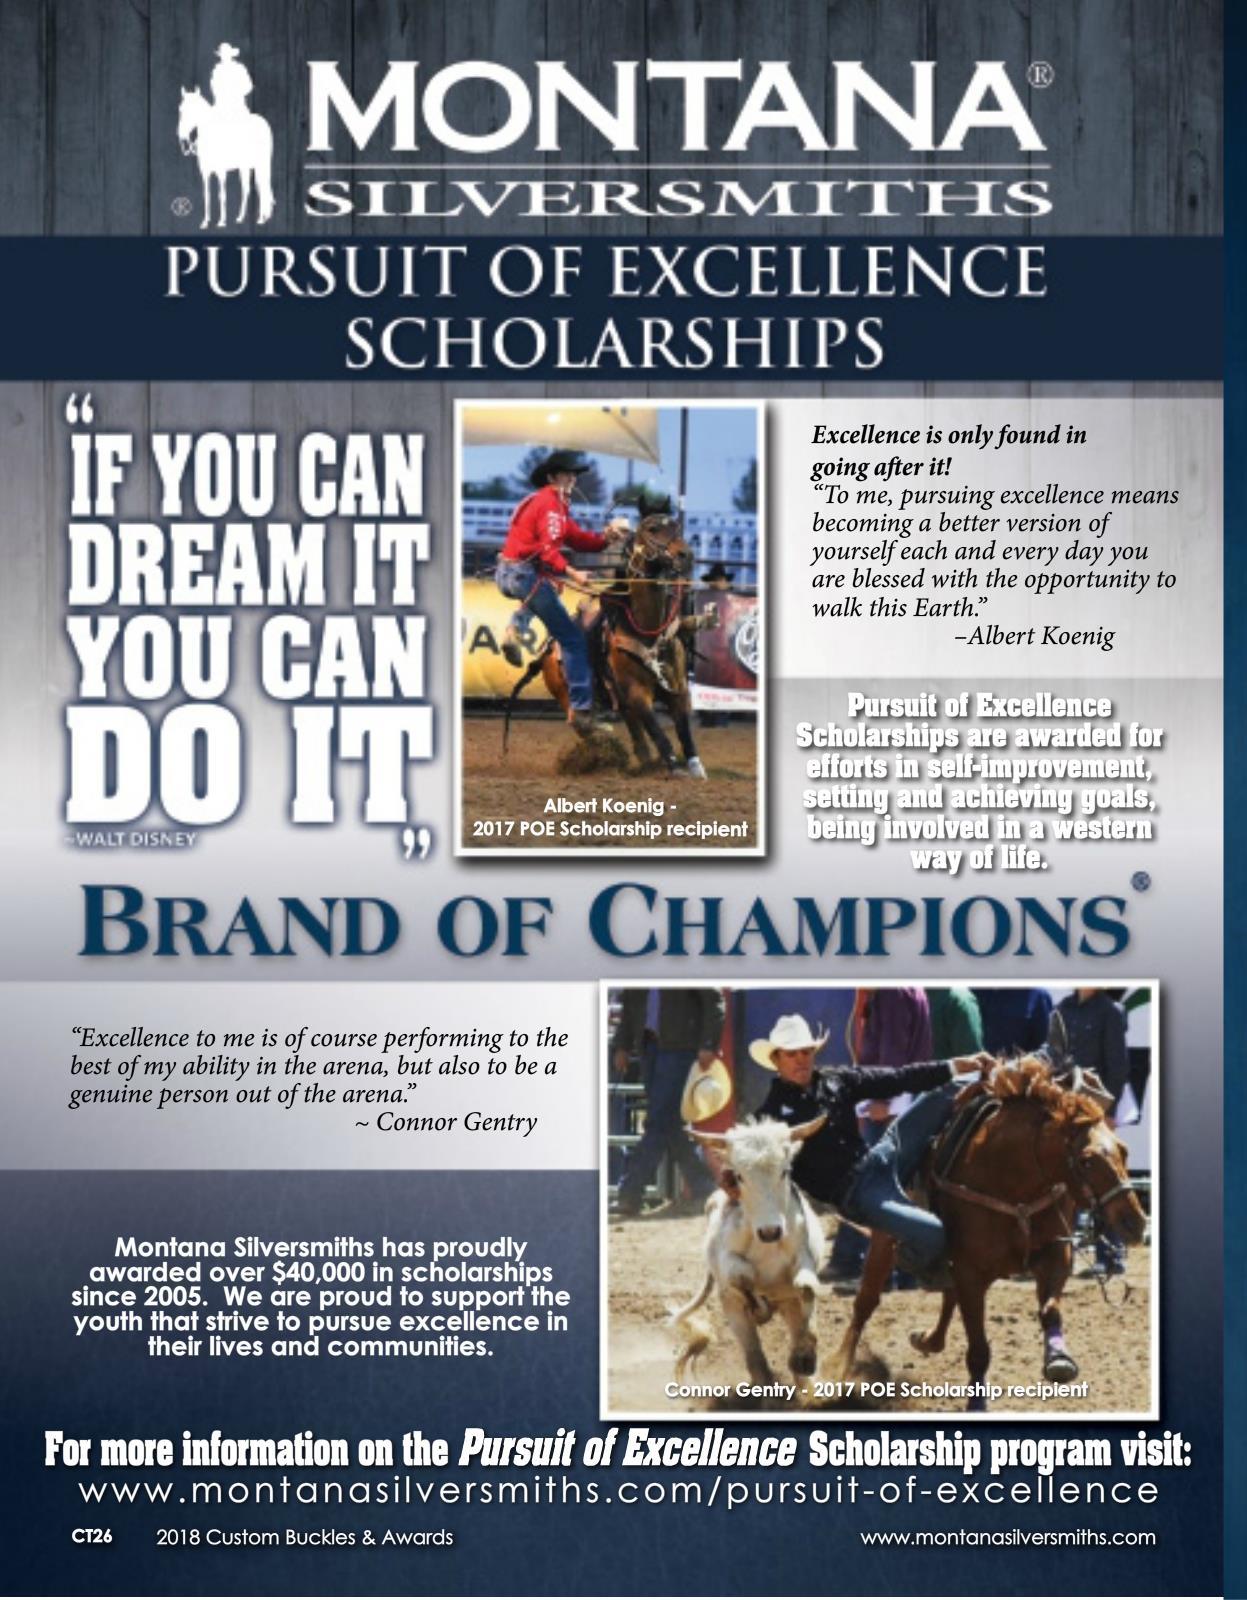 MONTANA®
SILVERSMITHS
®
PURSUIT OF EXCELLENCE
SCHOLARSHIPS
“
IF YOU CAN
DREAM IT
YOU CAN
DO IT
~WALT DISNEY
”
Albert Koenig -
2017 POE Scholarship recipient
Excellence is only found in
going after it!
“To me, pursuing excellence means
becoming a better version of
yourself each and every day you
are blessed with the opportunity to
walk this Earth.”
–Albert Koenig
Pursuit of Excellence
Scholarships are awarded for
efforts in self-improvement,
setting and achieving goals,
being involved in a western
way of life.
BRAND OF CHAMPIONS®
“Excellence to me is of course performing to the
best of my ability in the arena, but also to be a
genuine person out of the arena.”
~ Connor Gentry
Montana Silversmiths has proudly
awarded over $40,000 in scholarships
since 2005.  We are proud to support the
youth that strive to pursue excellence in
their lives and communities.
Connor Gentry - 2017 POE Scholarship recipient
For more information on the Pursuit of Excellence Scholarship program visit:
www.montanasilversmiths.com/pursuit-of-excellence
CT26 2018 Custom Buckles & Awards www.montanasilversmiths.com